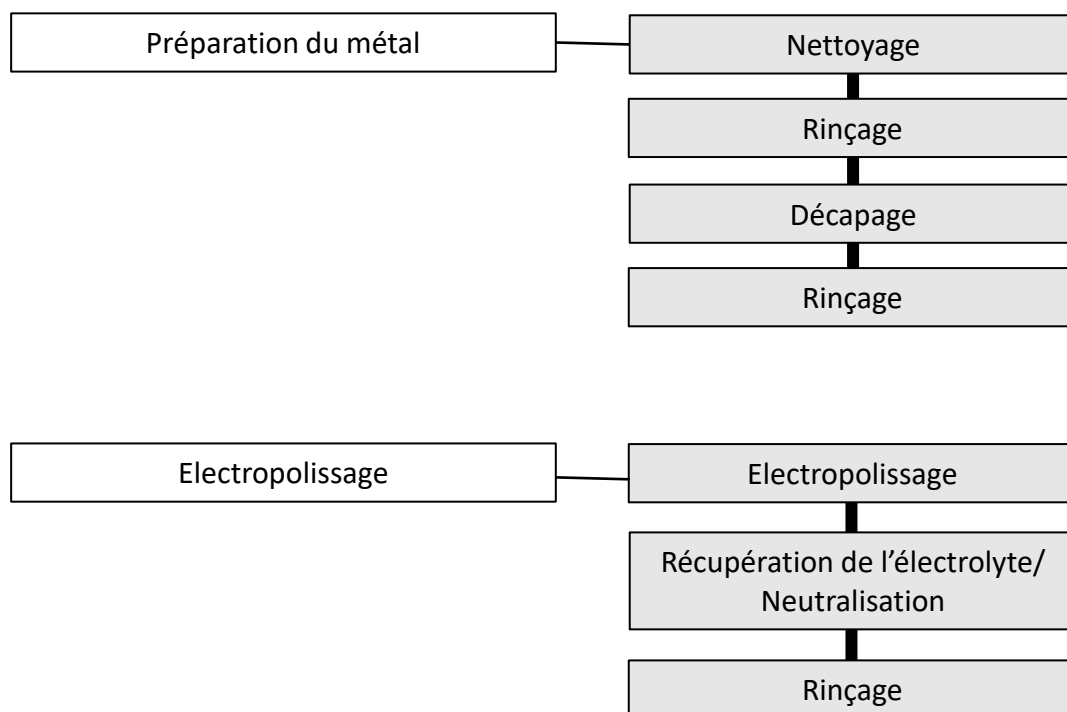 Préparation du métal
Nettoyage
Rinçage
Décapage
Rinçage
Electropolissage
Electropolissage
Récupération de l'électrolyte/
Neutralisation
Rinçage